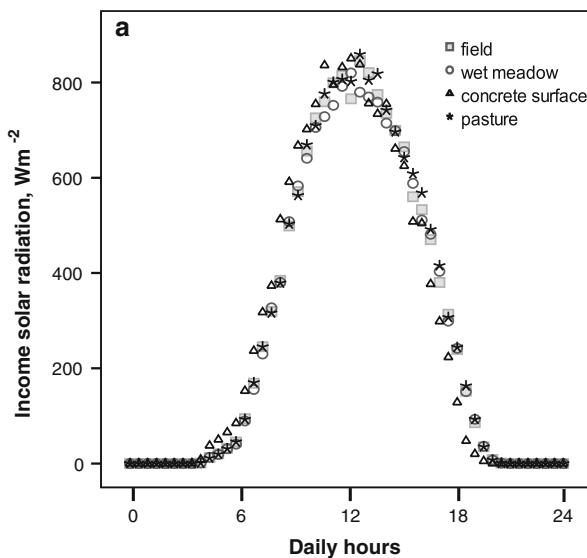 a
field
wet meadow
concrete surface
pasture
800
600
400
200
0
Income solar radiation, Wm-2
0 6 12 18 24
Daily hours